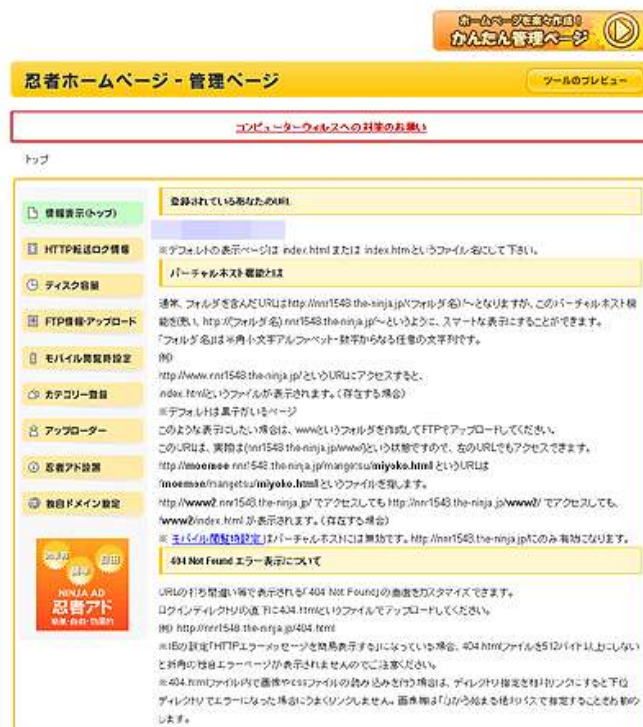 ホームページを楽々作成！
かんたん管理ページ
忍者ホームページ - 管理ページ
ツールのプレビュー
コンピューターウィルスへの対策のお願い
トップ
情報表示(トップ)
HTTP転送ログ情報
ディスク容量
FTP情報・アップロード
モバイル閲覧時設定
カテゴリー登録
アップローダー
忍者アド設置
独自ドメイン設定
NINJA AD
忍者アド
簡単・自由・効果的
登録されているあなたのURL
※デフォルトの表示ページは index.html または index.htmというファイル名にして下さい。
バーチャルホスト機能とは
通常、フォルダを含んだURLはhttp://nnr1548.the-ninja.jp/(フォルダ名)/~となりますが、このバーチャルホスト機
能を使い、http://(フォルダ名).nnr1548.the-ninja.jp/~というように、スマートな表示にすることができます。
「フォルダ名」は半角小文字アルファベット・数字からなる任意の文字列です。
例)
http://www.nnr1548.the-ninja.jp/というURLにアクセスすると、
index.htmlというファイルが表示されます。(存在する場合)
※デフォルトは黒子がいるページ
このような表示にしたい場合は、wwwというフォルダを作成してFTPでアップロードしてください。
このURLは、実際は(nnr1548.the-ninja.jp/www/)という状態ですので、左のURLでもアクセスできます。
http://moemoe.nnr1548.the-ninja.jp/mangetsu/miyoko.html というURLは
/moemoe/mangetsu/miyoko.htmlというファイルを指します。
http://www2.nnr1548.the-ninja.jp/ でアクセスしても http://nnr1548.the-ninja.jp/www2/ でアクセスしても、
/www2/index.html が表示されます。(存在する場合)
※ モバイル閲覧時設定 はバーチャルホストには無効です。http://nnr1548.the-ninja.jp/にのみ有効になります。
404 Not Found エラー表示について
URLの打ち間違い等で表示される「404 Not Found」の画面をカスタマイズできます。
ログインディレクトリの直下に404.htmlというファイルでアップロードしてください。
例) http://nnr1548.the-ninja.jp/404.html
※IEの設定「HTTPエラーメッセージを簡易表示する」になっている場合、404.htmlファイルを512バイト以上にしない
と折角の独自エラーページが表示されませんのでご注意ください。
※404.htmlファイル内で画像やcssファイルの読み込みを行う場合は、ディレクトリ指定を相対リンクにすると下位
ディレクトリでエラーになった場合にうまくリンクしません。画像等は「/」から始まる絶対パスで指定することをお勧め
します。